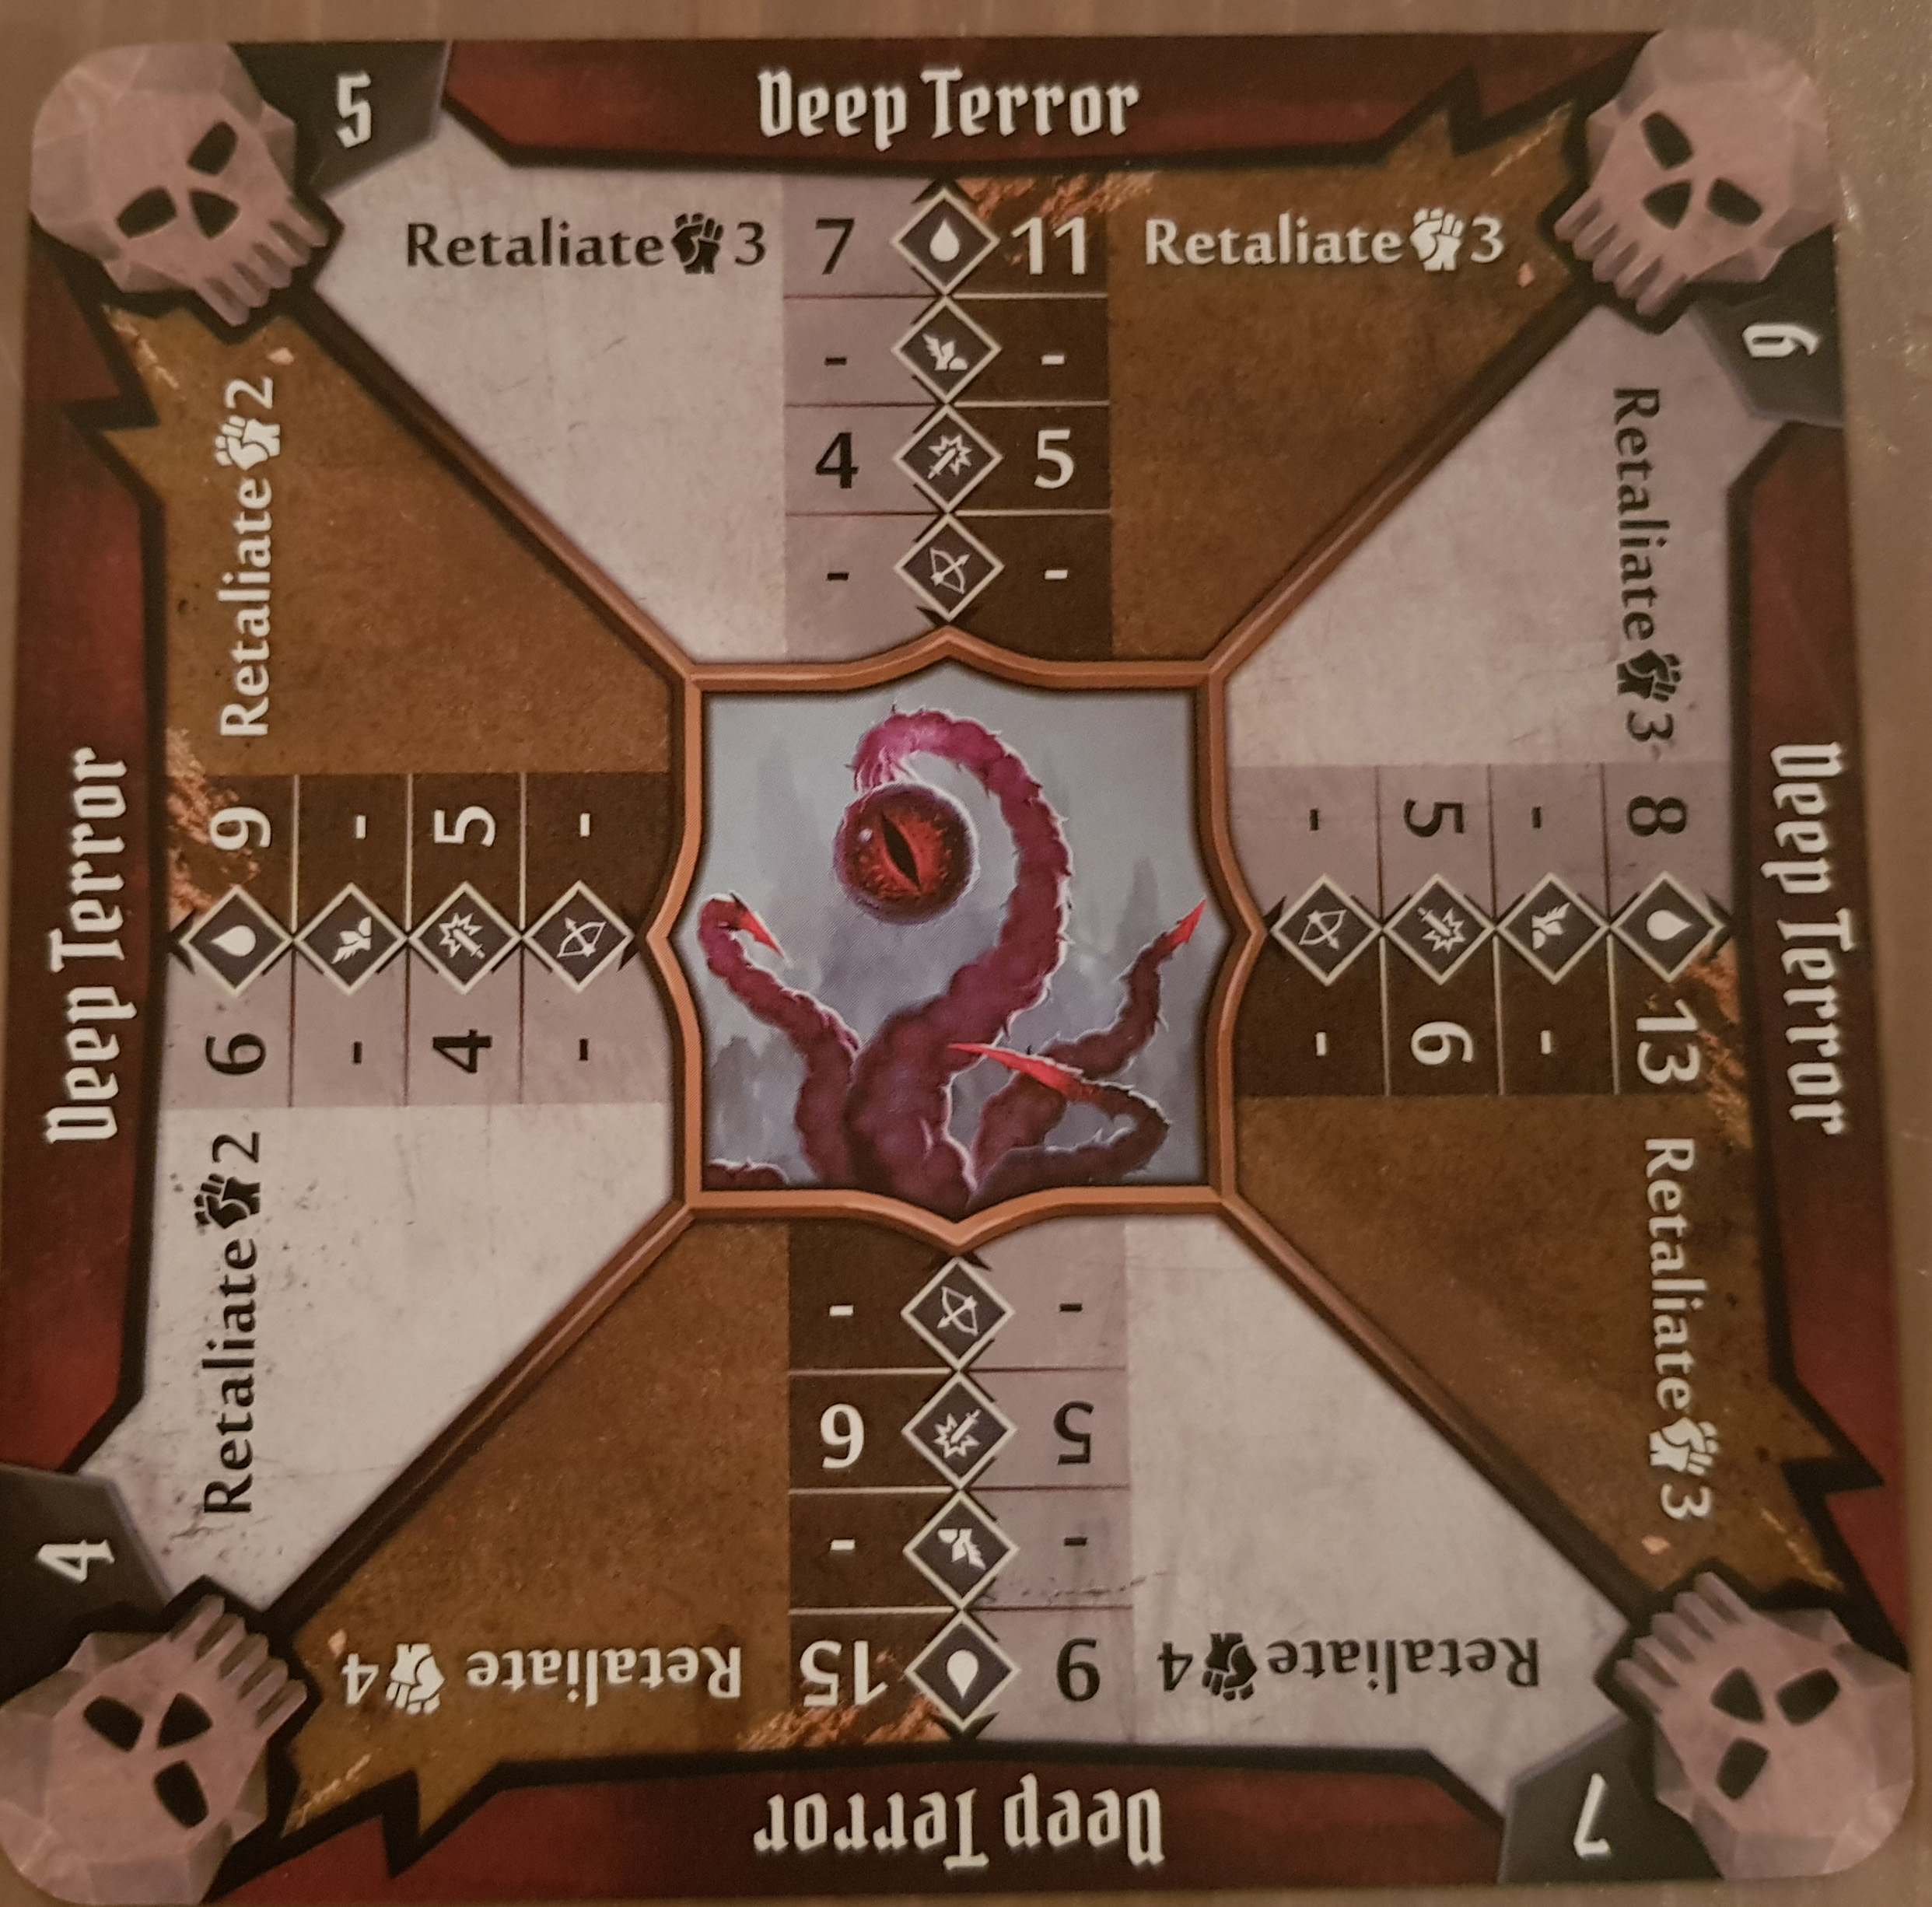 5 Deep Terror
Retaliate 3 7 11 Retaliate 3
- -
4 5
- -
6 Deep Terror
Retaliate 3 8 13 Retaliate 3
- -
5 6
- -
7 Deep Terror
Retaliate 4 9 15 Retaliate 4
- -
5 6
- -
4 Deep Terror
Retaliate 2 6 9 Retaliate 2
- -
4 5
- -